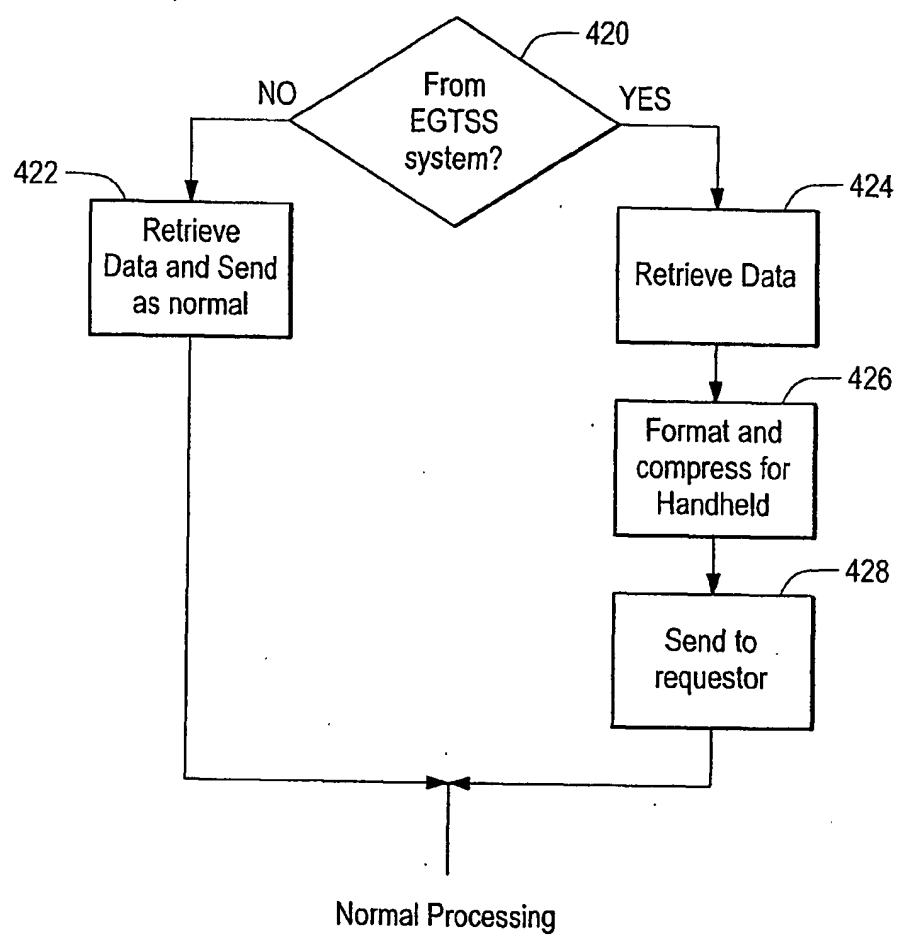 420
From
EGTSS
system?
NO
YES
422
Retrieve
Data and Send
as normal
424
Retrieve Data
426
Format and
compress for
Handheld
428
Send to
requestor
Normal Processing